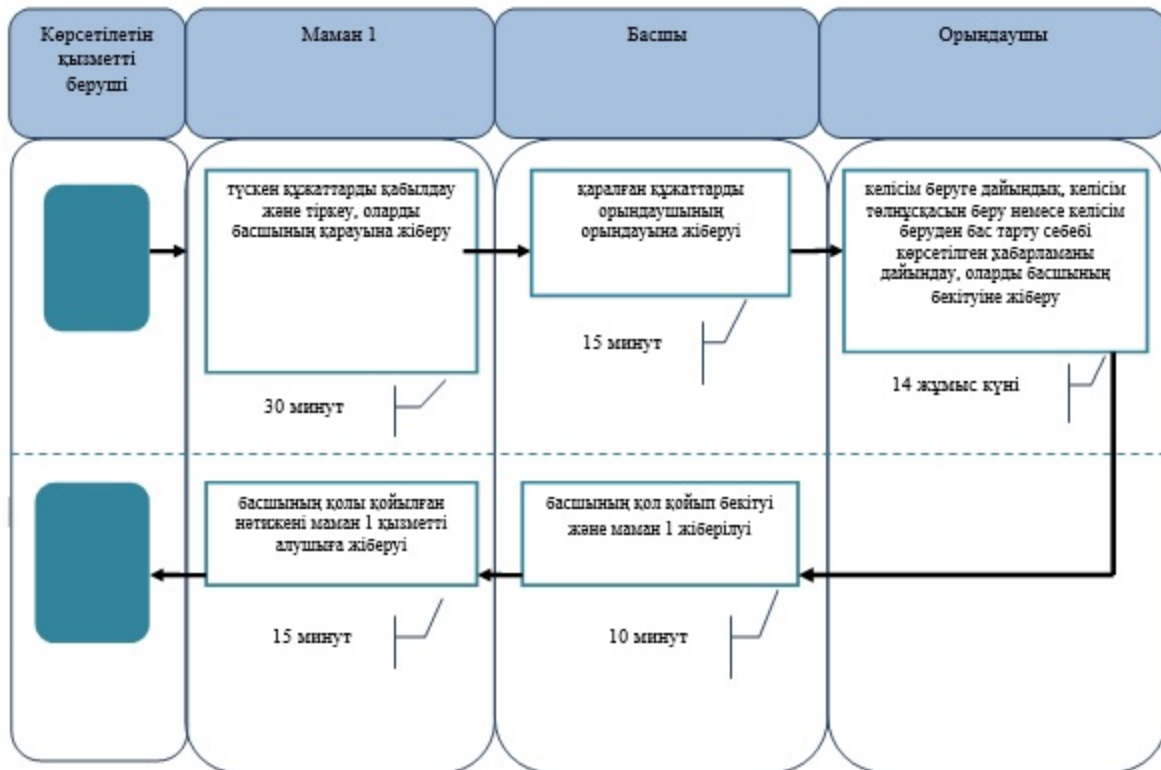 Көрсетілетін
қызметті
беруші
Маман 1
Басшы
Орындаушы
түскен құжаттарды қабылдау
және тіркеу, оларды
басшының қарауына жіберу
қаралған құжаттарды
орындаушының
орындауына жіберуі
келісім беруге дайындық, келісім
төлнұсқасын беру немесе келісім
беруден бас тарту себебі
көрсетілген хабарламаны
дайындау, оларды басшының
бекітуіне жіберу
30 минут
15 минут
14 жұмыс күні
басшының қолы қойылған
нәтижені маман 1 қызметті
алушыға жіберуі
басшының қол қойып бекітуі
және маман 1 жіберілуі
15 минут
10 минут